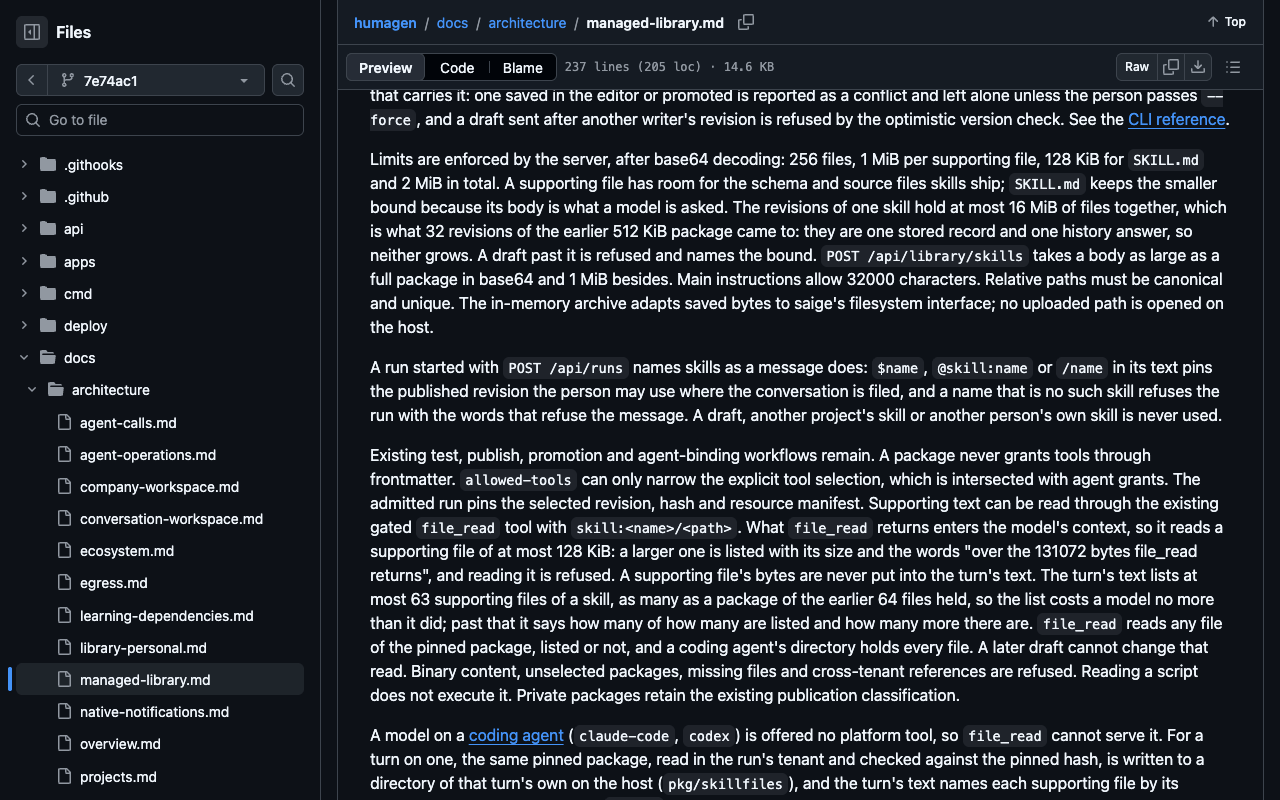 Files
humagen / docs / architecture / managed-library.md
Top
7e74ac1
Preview Code Blame 237 lines (205 loc) · 14.6 KB
Raw
Go to file
.githooks
.github
api
apps
cmd
deploy
docs
architecture
agent-calls.md
agent-operations.md
company-workspace.md
conversation-workspace.md
ecosystem.md
egress.md
learning-dependencies.md
library-personal.md
managed-library.md
native-notifications.md
overview.md
projects.md
that carries it: one saved in the editor or promoted is reported as a conflict and left alone unless the person passes --
force, and a draft sent after another writer's revision is refused by the optimistic version check. See the CLI reference.
Limits are enforced by the server, after base64 decoding: 256 files, 1 MiB per supporting file, 128 KiB for SKILL.md
and 2 MiB in total. A supporting file has room for the schema and source files skills ship; SKILL.md keeps the smaller
bound because its body is what a model is asked. The revisions of one skill hold at most 16 MiB of files together, which
is what 32 revisions of the earlier 512 KiB package came to: they are one stored record and one history answer, so
neither grows. A draft past it is refused and names the bound. POST /api/library/skills takes a body as large as a
full package in base64 and 1 MiB besides. Main instructions allow 32000 characters. Relative paths must be canonical
and unique. The in-memory archive adapts saved bytes to saige's filesystem interface; no uploaded path is opened on
the host.
A run started with POST /api/runs names skills as a message does: $name, @skill:name or /name in its text pins
the published revision the person may use where the conversation is filed, and a name that is no such skill refuses the
run with the words that refuse the message. A draft, another project's skill or another person's own skill is never used.
Existing test, publish, promotion and agent-binding workflows remain. A package never grants tools through
frontmatter. allowed-tools can only narrow the explicit tool selection, which is intersected with agent grants. The
admitted run pins the selected revision, hash and resource manifest. Supporting text can be read through the existing
gated file_read tool with skill:<name>/<path>. What file_read returns enters the model's context, so it reads a
supporting file of at most 128 KiB: a larger one is listed with its size and the words "over the 131072 bytes file_read
returns", and reading it is refused. A supporting file's bytes are never put into the turn's text. The turn's text lists at
most 63 supporting files of a skill, as many as a package of the earlier 64 files held, so the list costs a model no more
than it did; past that it says how many of how many are listed and how many more there are. file_read reads any file
of the pinned package, listed or not, and a coding agent's directory holds every file. A later draft cannot change that
read. Binary content, unselected packages, missing files and cross-tenant references are refused. Reading a script
does not execute it. Private packages retain the existing publication classification.
A model on a coding agent (claude-code, codex) is offered no platform tool, so file_read cannot serve it. For a
turn on one, the same pinned package, read in the run's tenant and checked against the pinned hash, is written to a
directory of that turn's own on the host (pkg/skillfiles), and the turn's text names each supporting file by its